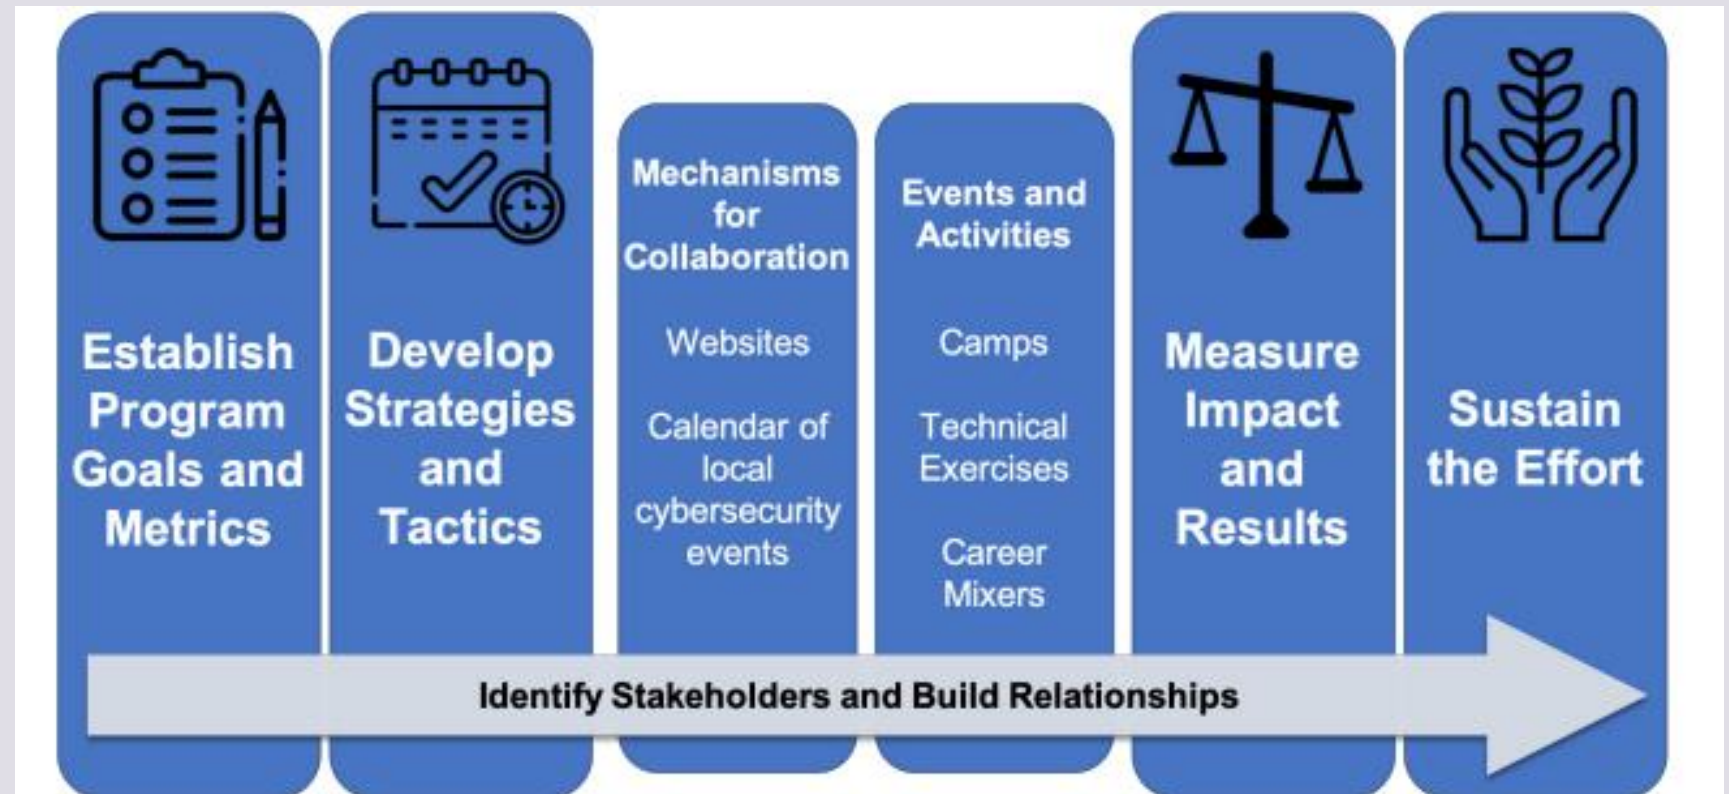 Establish
Program
Goals and
Metrics
Develop
Strategies
and
Tactics
Mechanisms
for
Collaboration
Websites
Calendar of
local
cybersecurity
events
Events and
Activities
Camps
Technical
Exercises
Career
Mixers
Measure
Impact
and
Results
Sustain
the Effort
Identify Stakeholders and Build Relationships